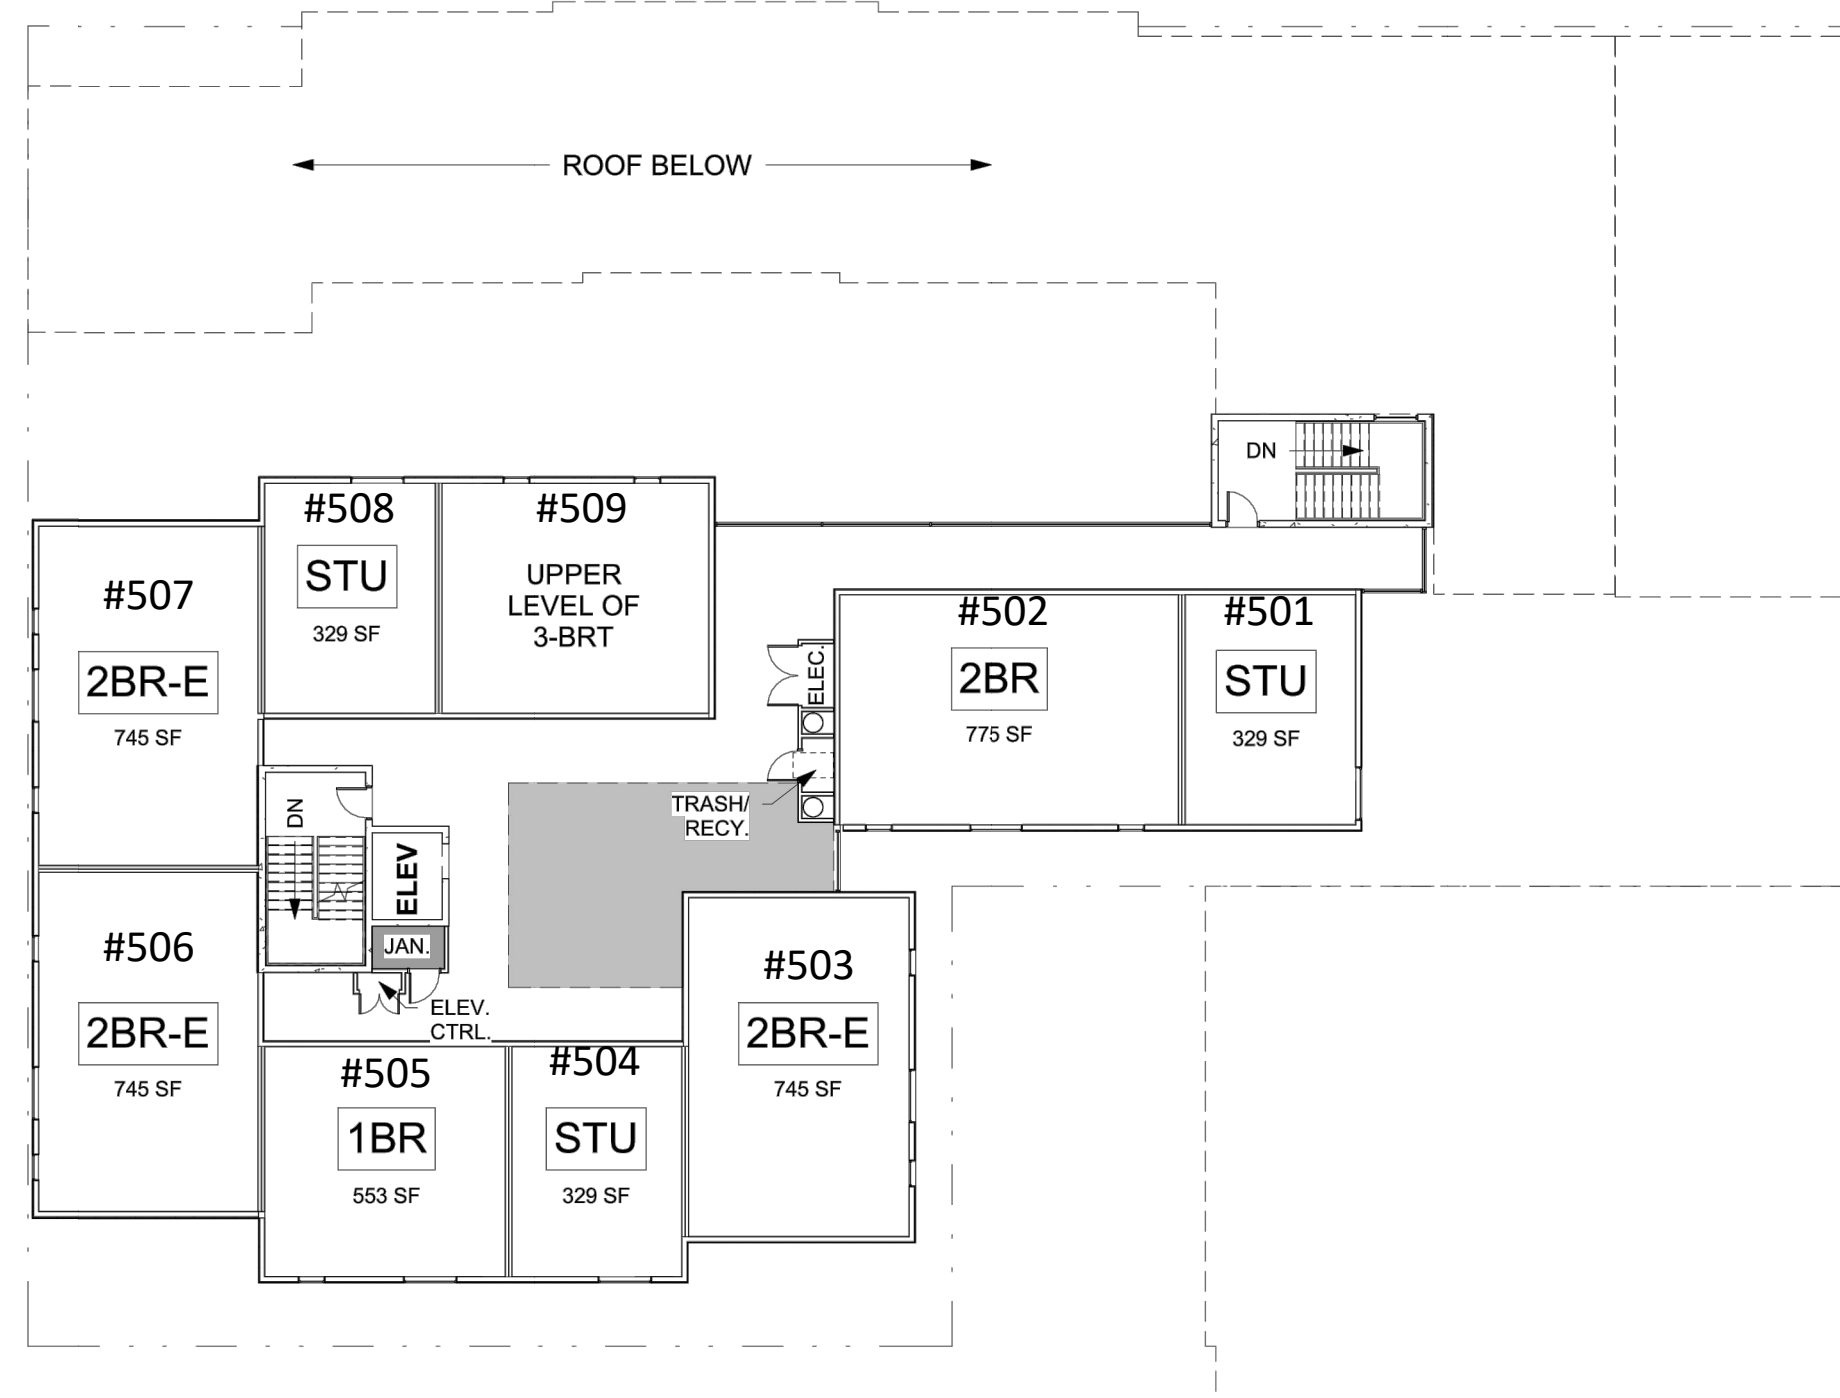 ROOF BELOW
DN
#508
STU
329 SF
#509
UPPER
LEVEL OF
3-BRT
#507
2BR-E
745 SF
#502
2BR
775 SF
#501
STU
329 SF
ELEC.
TRASH/
RECY.
DN
ELEV
JAN.
ELEV.
CTRL.
#506
2BR-E
745 SF
#503
2BR-E
745 SF
#505
1BR
553 SF
#504
STU
329 SF